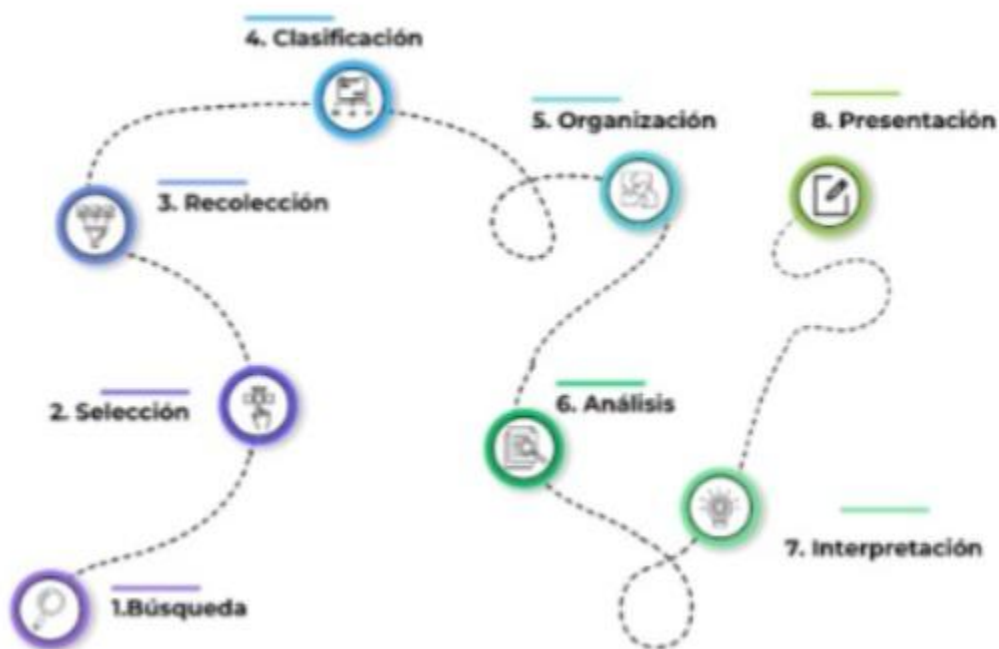 1.Búsqueda
2. Selección
3. Recolección
4. Clasificación
5. Organización
6. Análisis
7. Interpretación
8. Presentación